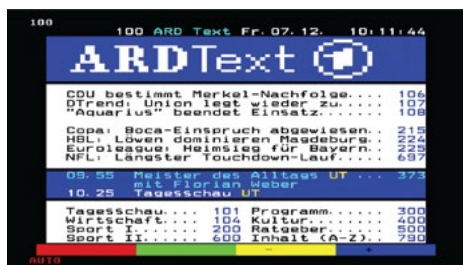 100
100 ARD Text Fr. 07. 12. 10:11:44
ARDText 1
CDU bestimmt Merkel-Nachfolge.... 106
DTrend: Union legt wieder zu..... 107
"Aquarius" beendet Einsatz....... 108
Copa: Boca-Einspruch abgewiesen.. 215
HBL: Löwen dominieren Magdeburg.. 224
Euroleague: Heimsieg für Bayern.. 225
NFL: Längster Touchdown-Lauf..... 697
09.55 Meister des Alltags UT ... 373
mit Florian Weber
10.25 Tagesschau UT
Tagesschau.... 101 Programm..... 300
Wirtschaft.... 104 Kultur....... 400
Sport I....... 200 Ratgeber..... 500
Sport II...... 600 Inhalt (A-Z).. 790
- +
AUTO